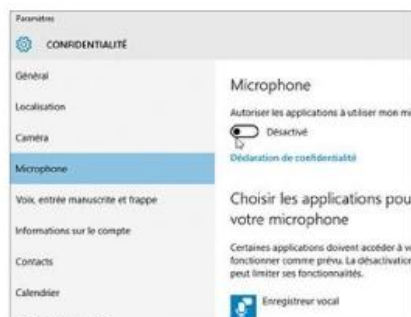 Paramètres
CONFIDENTIALITÉ
Général
Localisation
Caméra
Microphone
Voix, entrée manuscrite et frappe
Informations sur le compte
Contacts
Calendrier
Microphone
Autoriser les applications à utiliser mon mi
Désactivé
Déclaration de confidentialité
Choisir les applications pou
votre microphone
Certaines applications doivent accéder à v
fonctionner comme prévu. La désactivation
peut limiter ses fonctionnalités.
Enregistreur vocal